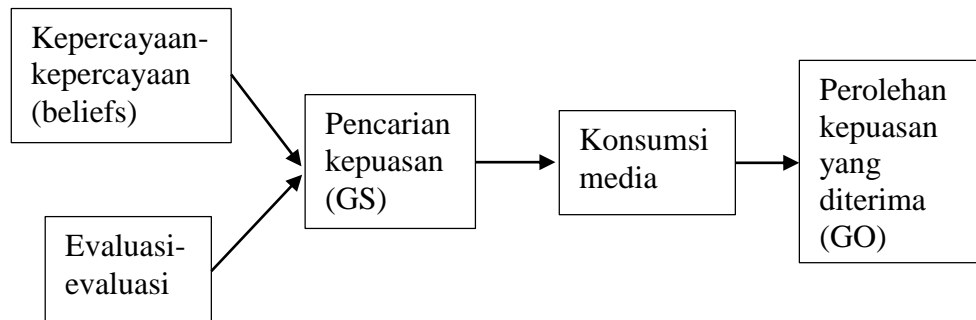 Kepercayaan-
kepercayaan
(beliefs)
Evaluasi-
evaluasi
Pencarian
kepuasan
(GS)
Konsumsi
media
Perolehan
kepuasan
yang
diterima
(GO)